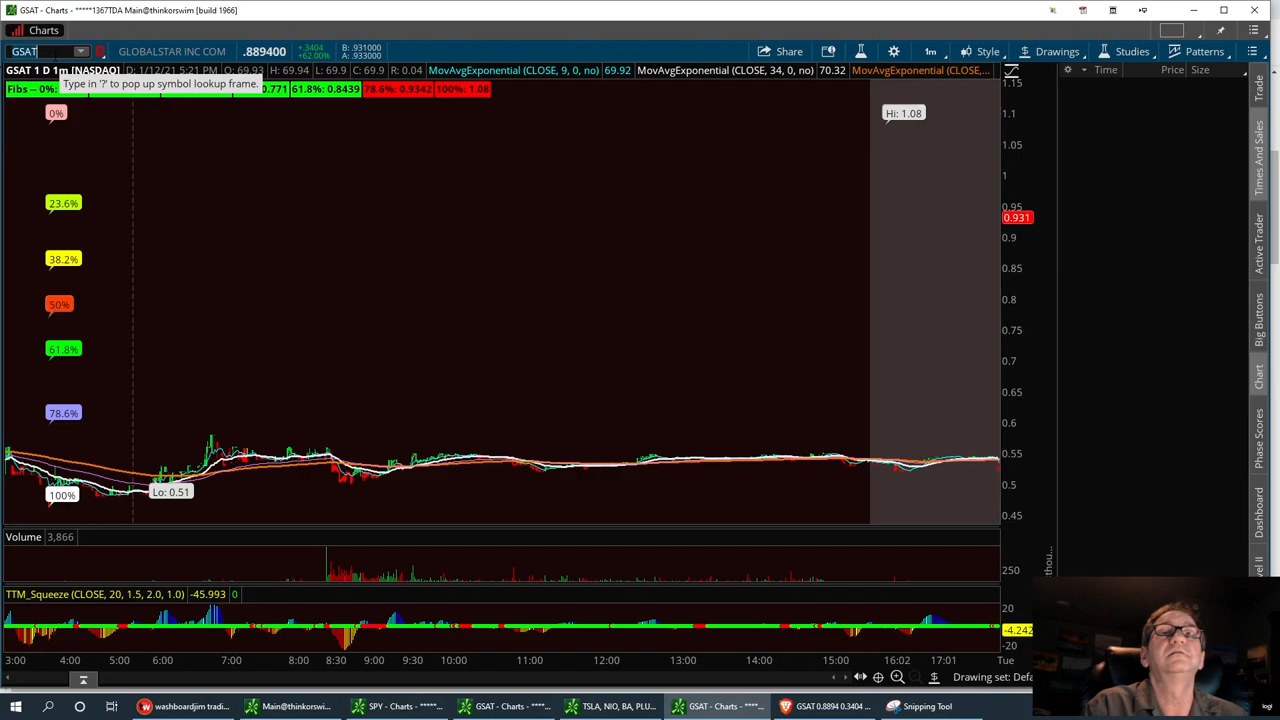 GSAT - Charts - *****1367TDA Main@thinkorswim [build 1966]
Charts
GSAT
GLOBALSTAR INC COM
.889400
+.3404
+62.00%
B: .931000
A: .933000
Share
1m
Style
Drawings
Studies
Patterns
GSAT 1 D 1m [NASDAQ]
D: 1/12/21 5:21 PM
O: 69.93
H: 69.94
L: 69.9
C: 69.9
R: 0.04
MovAvgExponential (CLOSE, 9, 0, no)
69.92
MovAvgExponential (CLOSE, 34, 0, no)
70.32
MovAvgExponential (CLOSE,...
Type in '?' to pop up symbol lookup frame.
Fibs -- 0%:
0.771
61.8%: 0.8439
78.6%: 0.9342
100%: 1.08
Time
Price
Size
0%
23.6%
38.2%
50%
61.8%
78.6%
100%
Lo: 0.51
Hi: 1.08
1.15
1.1
1.05
1
0.95
0.931
0.9
0.85
0.8
0.75
0.7
0.65
0.6
0.55
0.5
0.45
Volume
3,866
250
TTM_Squeeze (CLOSE, 20, 1.5, 2.0, 1.0)
-45.993
0
20
-4.242
-20
3:00
4:00
5:00
6:00
7:00
8:00
8:30
9:00
9:30
10:00
11:00
12:00
13:00
14:00
15:00
16:02
17:01
Tue
Drawing set: Defa
Trade
Times And Sales
Active Trader
Big Buttons
Chart
Phase Scores
Dashboard
Level II
thou...
logi
washboardjim tradi...
Main@thinkorswi...
SPY - Charts - *****...
GSAT - Charts - ****...
TSLA, NIO, BA, PLU...
GSAT - Charts - ****...
GSAT 0.8894 0.3404 ...
Snipping Tool